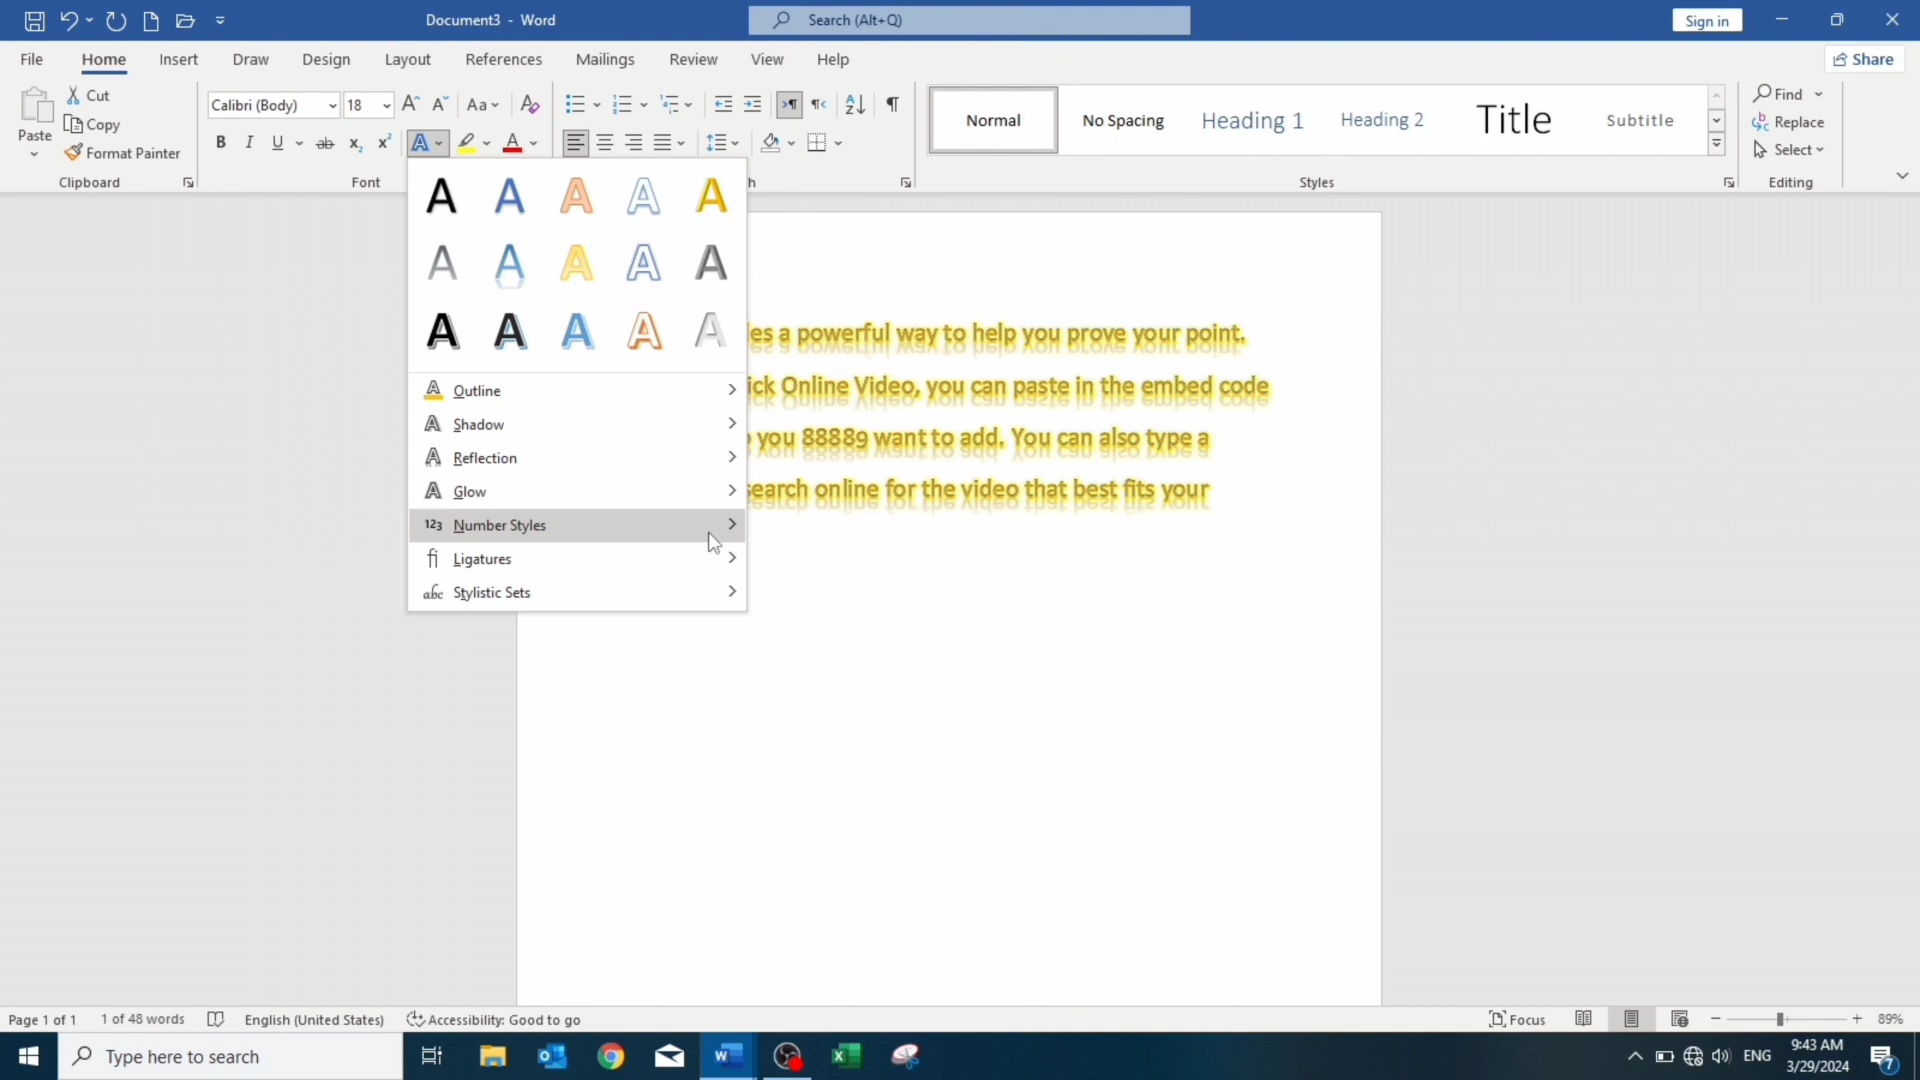 Document3 - Word
Search (Alt+Q)
Sign in
File Home Insert Draw Design Layout References Mailings Review View Help
Share
Paste
Cut
Copy
Format Painter
Clipboard
Calibri (Body) 18
Font
h
Normal
No Spacing
Heading 1
Heading 2
Title
Subtitle
Styles
Find
Replace
Select
Editing
Outline
Shadow
Reflection
Glow
123 Number Styles
fi Ligatures
abc Stylistic Sets
les a powerful way to help you prove your point.
ick Online Video, you can paste in the embed code
you 88889 want to add. You can also type a
search online for the video that best fits your
Page 1 of 1 1 of 48 words English (United States) Accessibility: Good to go
Focus
89%
Type here to search
ENG
9:43 AM
3/29/2024
7